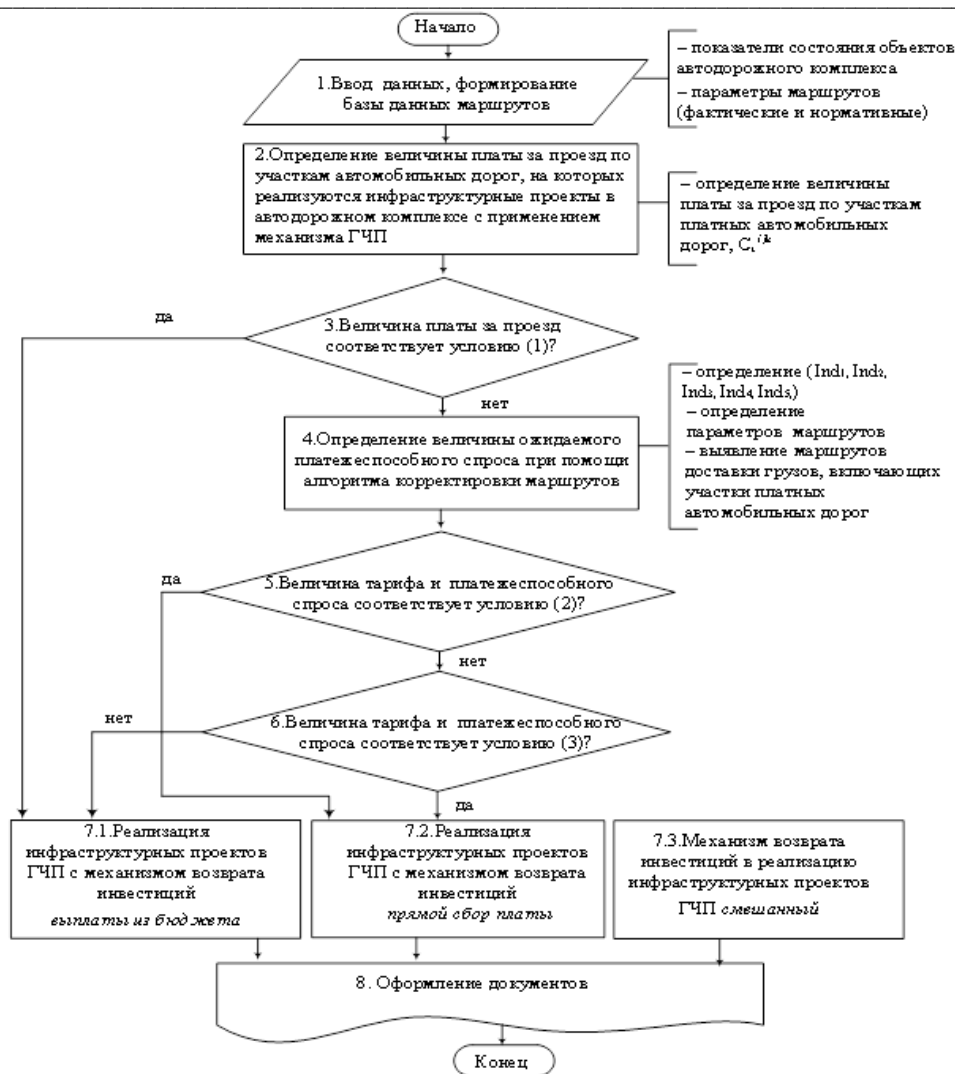 Начало
1.Ввод данных, формирование
базы данных маршрутов
– показатели состояния объектов
автодорожного комплекса
– параметры маршрутов
(фактические и нормативные)
2.Определение величины платы за проезд по
участкам автомобильных дорог, на которых
реализуются инфраструктурные проекты в
автодорожном комплексе с применением
механизма ГЧП
– определение величины
платы за проезд по участкам
платных автомобильных
дорог,
да
3.Величина платы за проезд
соответствует условию (1)?
нет
– определение (Ind₁, Ind₂,
Ind₃, Ind₄, Ind₅,)
– определение
параметров маршрутов
– выявление маршрутов
доставки грузов, включающих
участки платных
автомобильных дорог
4.Определение величины ожидаемого
платежеспособного спроса при помощи
алгоритма корректировки маршрутов
да
5.Величина тарифа и платежеспособного
спроса соответствует условию (2)?
нет
нет
6.Величина тарифа и платежеспособного
спроса соответствует условию (3)?
да
7.1.Реализация
инфраструктурных проектов
ГЧП с механизмом возврата
инвестиций
выплаты из бюджета
7.2.Реализация
инфраструктурных проектов
ГЧП с механизмом возврата
инвестиций
прямой сбор платы
7.3.Механизм возврата
инвестиций в реализацию
инфраструктурных проектов
ГЧП смешанный
8. Оформление документов
Конец